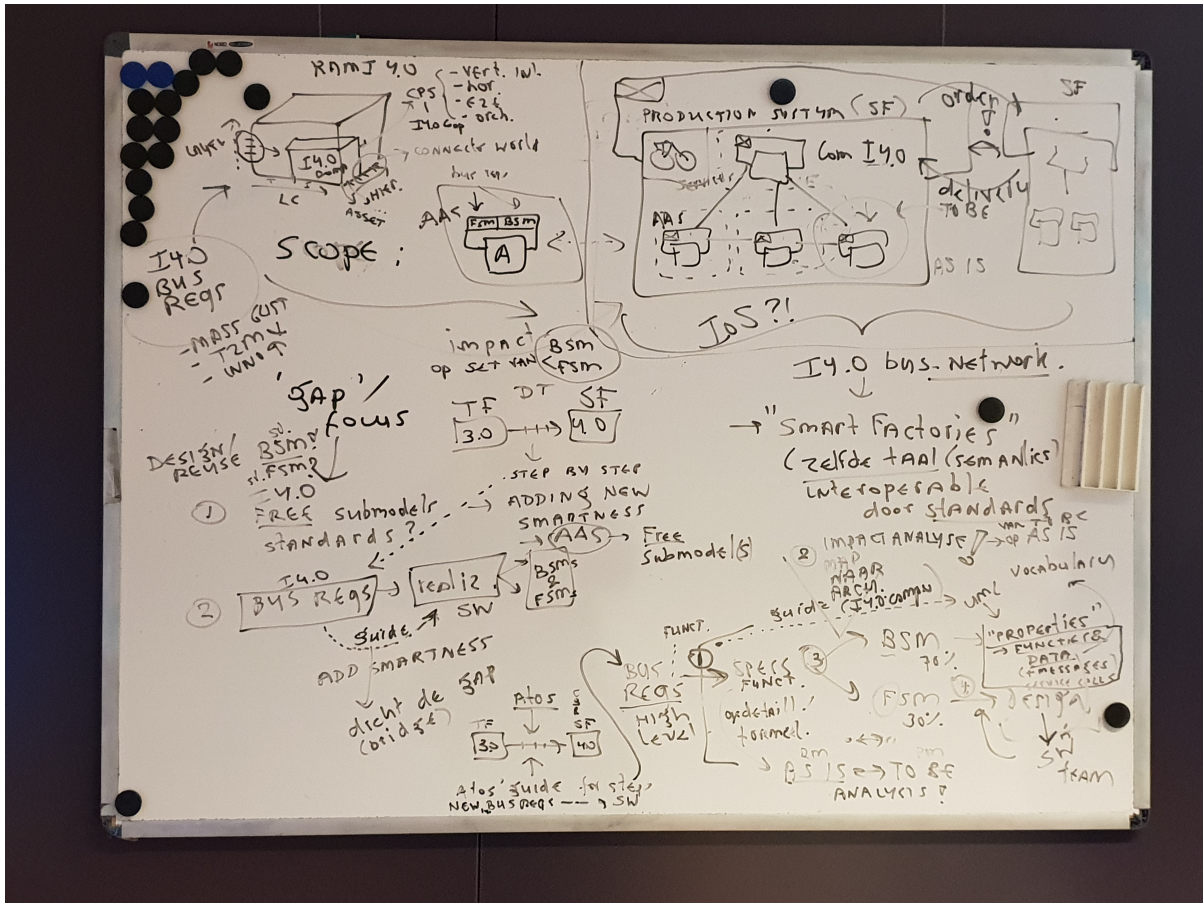 RAMI 4.0
CPS
- Vert. int.
- hor.
- E2E
- orch.
I4.0 Cop
→ connects world
Layer
I4.0
comp
LC
ASSET
I4.0
BUS
REQS
- MASS CUST
- T2M ↓
SCOPE :
AAS
FSM | BSM
A
PRODUCTION SYSTEM (SF)
Com I4.0
AAS
order
delivery
TO BE
AS IS
SF
IoS?!
impact
op SET VAN
BSM
FSM
DT
TF
3.0
SF
4.0
I4.0 bus. NETWORK.
→ "Smart Factories"
(zelfde taal (semantics)
interoperable
door standards
'gap'/
focus
DESIGN/
REUSE
BSM?
FSM?
4.0
① FREE submodels
standards?
STEP BY STEP
ADDING NEW
SMARTNESS
→ AAS → Free
submodel(s)
②
I4.0
BUS REQS → realiz.
SW
BSMs
&
FSMs
guide
ADD SMARTNESS
dicht de gap
(bridge)
Atos
TF
3.0
SF
4.0
Atos' guide for step
NEW BUS REQS ---→ SW
② IMPACT ANALYSE
VAN TO BE
op AS IS
NAAR
ARCH.
guide (I4.0 comp
UML
vocabulary
FUNCT.
①
BUS
REQS
HIGH
Level
→ SPECS
FUNCT.
opdetail!
formeel.
AS IS → TO BE
ANALYSIS?
③
BSM
70%
FSM
30%
"PROPERTIES"
→ FUNCTIES &
DATA
(+messages)
service calls
④
→ DESIGN
SW
TEAM